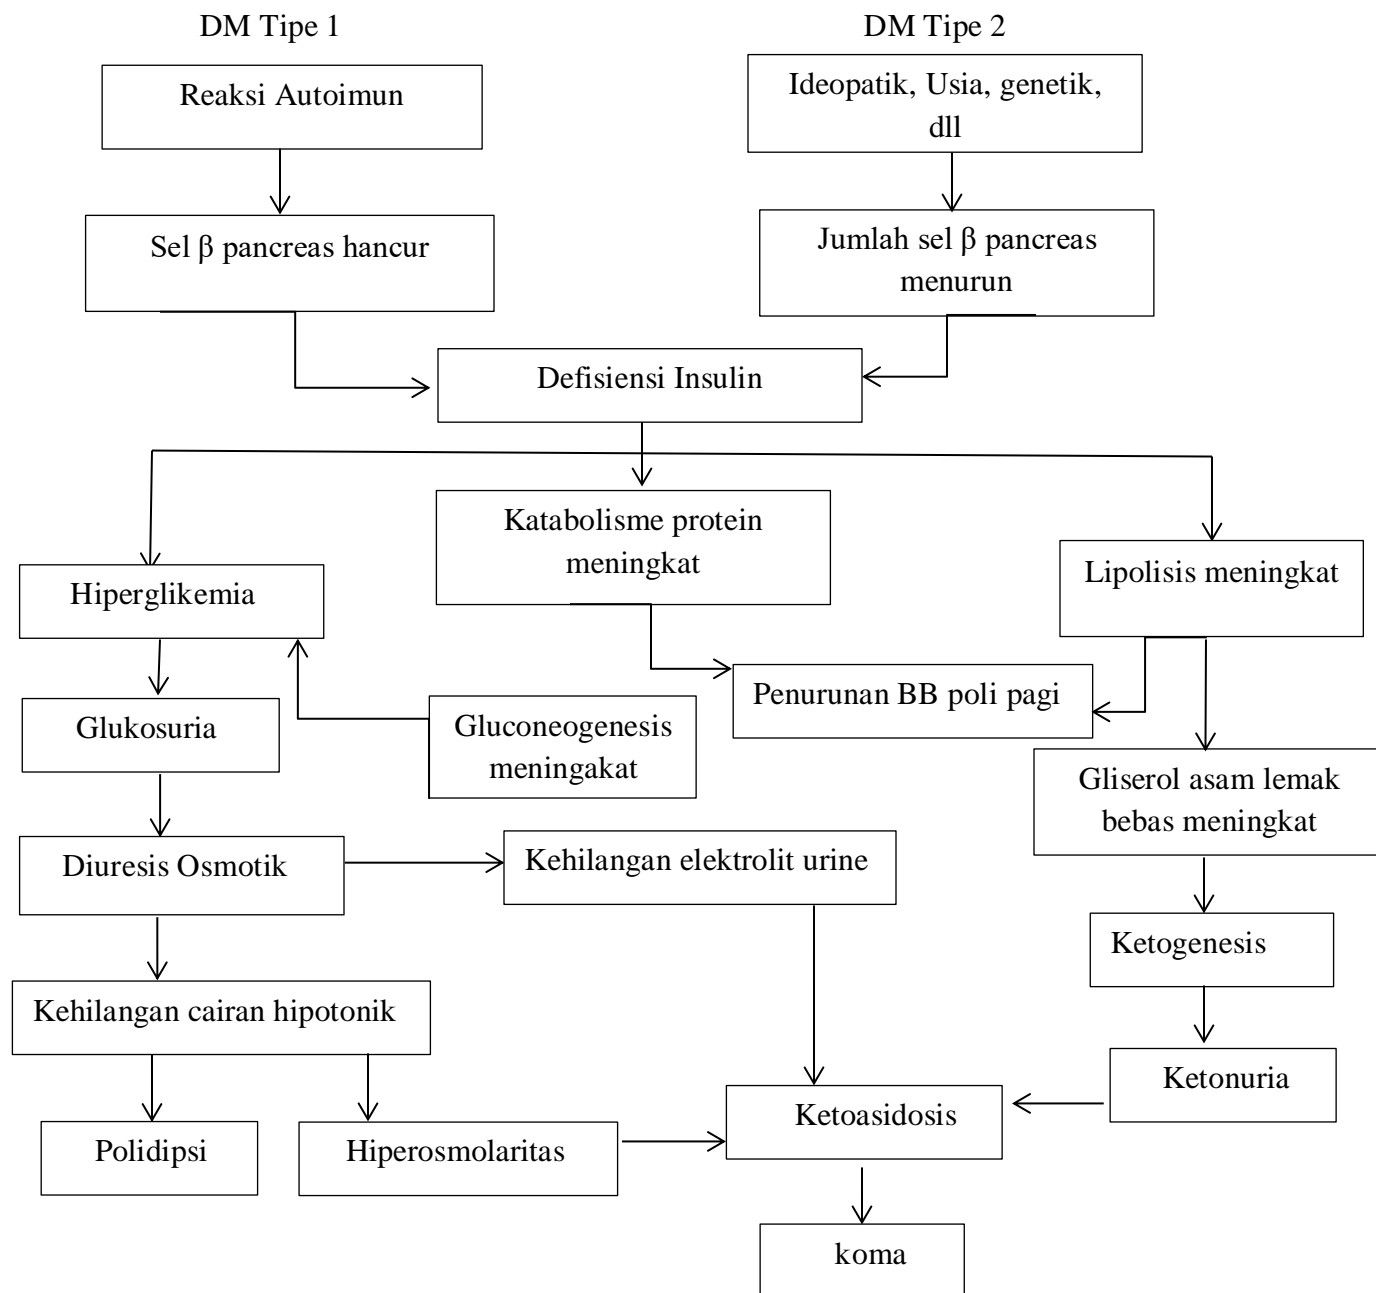 DM Tipe 1
DM Tipe 2
Reaksi Autoimun
Ideopatik, Usia, genetik,
dll
Sel β pancreas hancur
Jumlah sel β pancreas
menurun
Defisiensi Insulin
Katabolisme protein
meningkat
Lipolisis meningkat
Hiperglikemia
Penurunan BB poli pagi
Glukosuria
Gluconeogenesis
meningakat
Gliserol asam lemak
bebas meningkat
Diuresis Osmotik
Kehilangan elektrolit urine
Ketogenesis
Kehilangan cairan hipotonik
Ketonuria
Ketoasidosis
Polidipsi
Hiperosmolaritas
koma